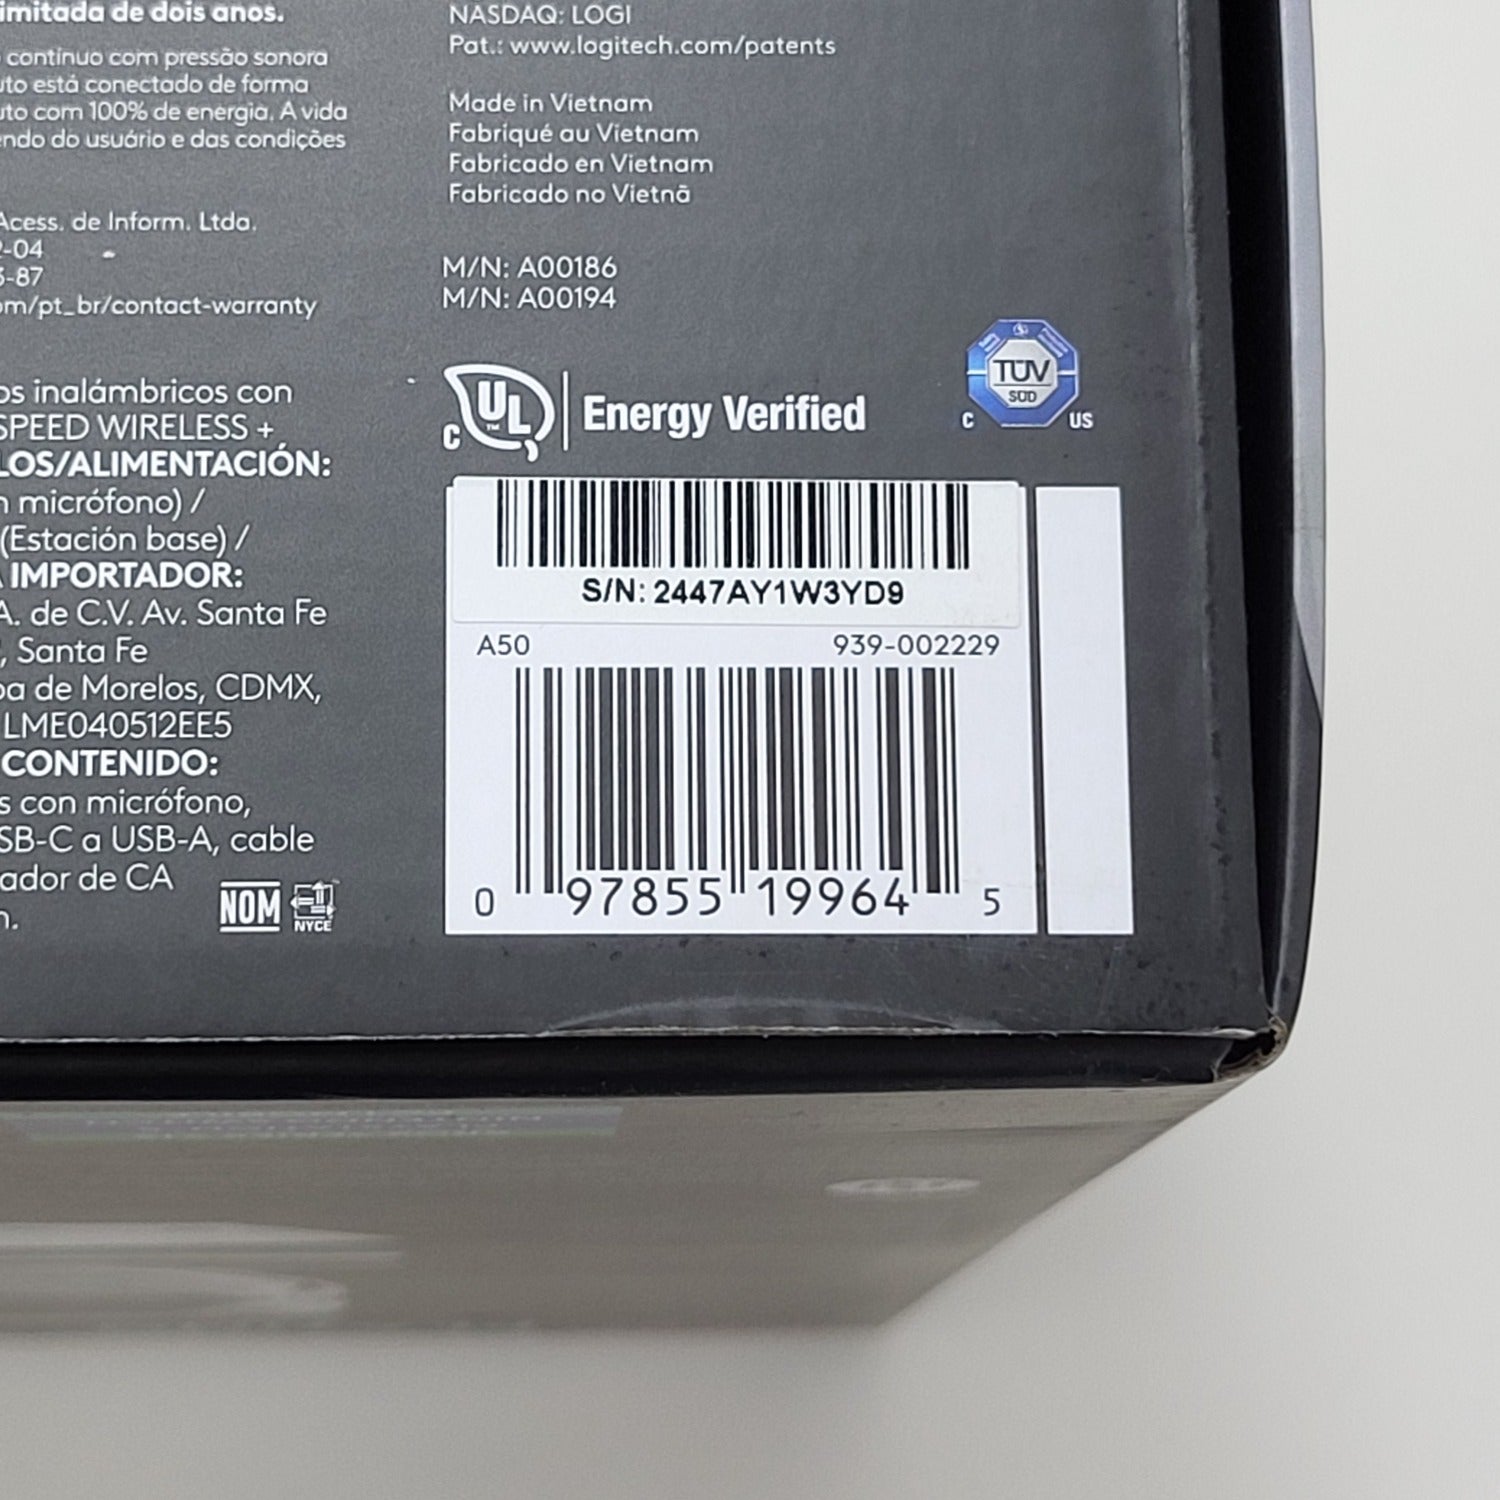 imitada de dois anos.
contínuo com pressão sonora
uto está conectado de forma
uto com 100% de energia. A vida
endo do usuário e das condições
Acess. de Inform. Ltda.
2-04
6-87
om/pt_br/contact-warranty
os inalámbricos con
SPEED WIRELESS +
LOS/ALIMENTACIÓN:
n micrófono) /
(Estación base) /
A IMPORTADOR:
A. de C.V. Av. Santa Fe
, Santa Fe
pa de Morelos, CDMX,
LME040512EE5
CONTENIDO:
s con micrófono,
SB-C a USB-A, cable
ador de CA
n.
NOM
NYCE
NASDAQ: LOGI
Pat.: www.logitech.com/patents
Made in Vietnam
Fabriqué au Vietnam
Fabricado en Vietnam
Fabricado no Vietnã
M/N: A00186
M/N: A00194
C UL ™ Energy Verified
TÜV
SÜD
C US
S/N: 2447AY1W3YD9
A50 939-002229
0 97855 19964 5